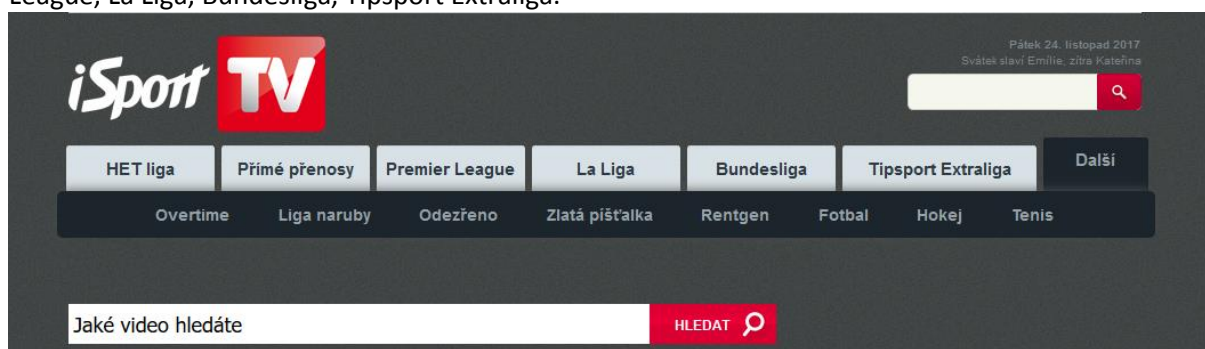 League, La Liga, Bundesliga, Tipsport Extraliga.
Pátek 24. listopad 2017
Svátek slaví Emílie, zítra Kateřina
iSport TV
HET liga Přímé přenosy Premier League La Liga Bundesliga Tipsport Extraliga Další
Overtime Liga naruby Odezřeno Zlatá píšťalka Rentgen Fotbal Hokej Tenis
Jaké video hledáte HLEDAT